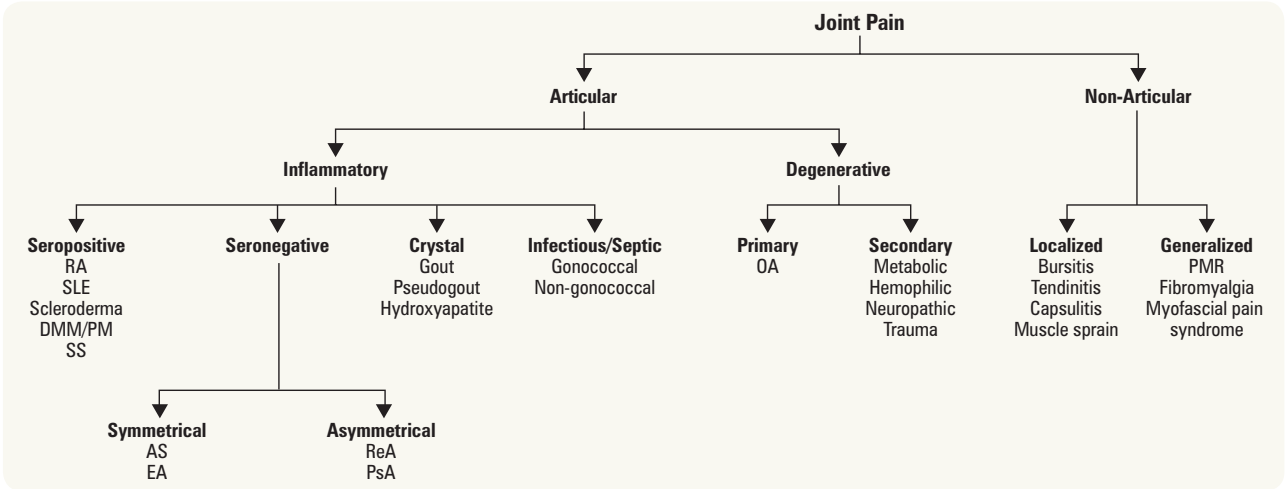 Joint Pain
Articular
Non-Articular
Inflammatory
Degenerative
Seropositive
RA
SLE
Scleroderma
DMM/PM
SS
Seronegative
Crystal
Gout
Pseudogout
Hydroxyapatite
Infectious/Septic
Gonococcal
Non-gonococcal
Primary
OA
Secondary
Metabolic
Hemophilic
Neuropathic
Trauma
Localized
Bursitis
Tendinitis
Capsulitis
Muscle sprain
Generalized
PMR
Fibromyalgia
Myofascial pain
syndrome
Symmetrical
AS
EA
Asymmetrical
ReA
PsA